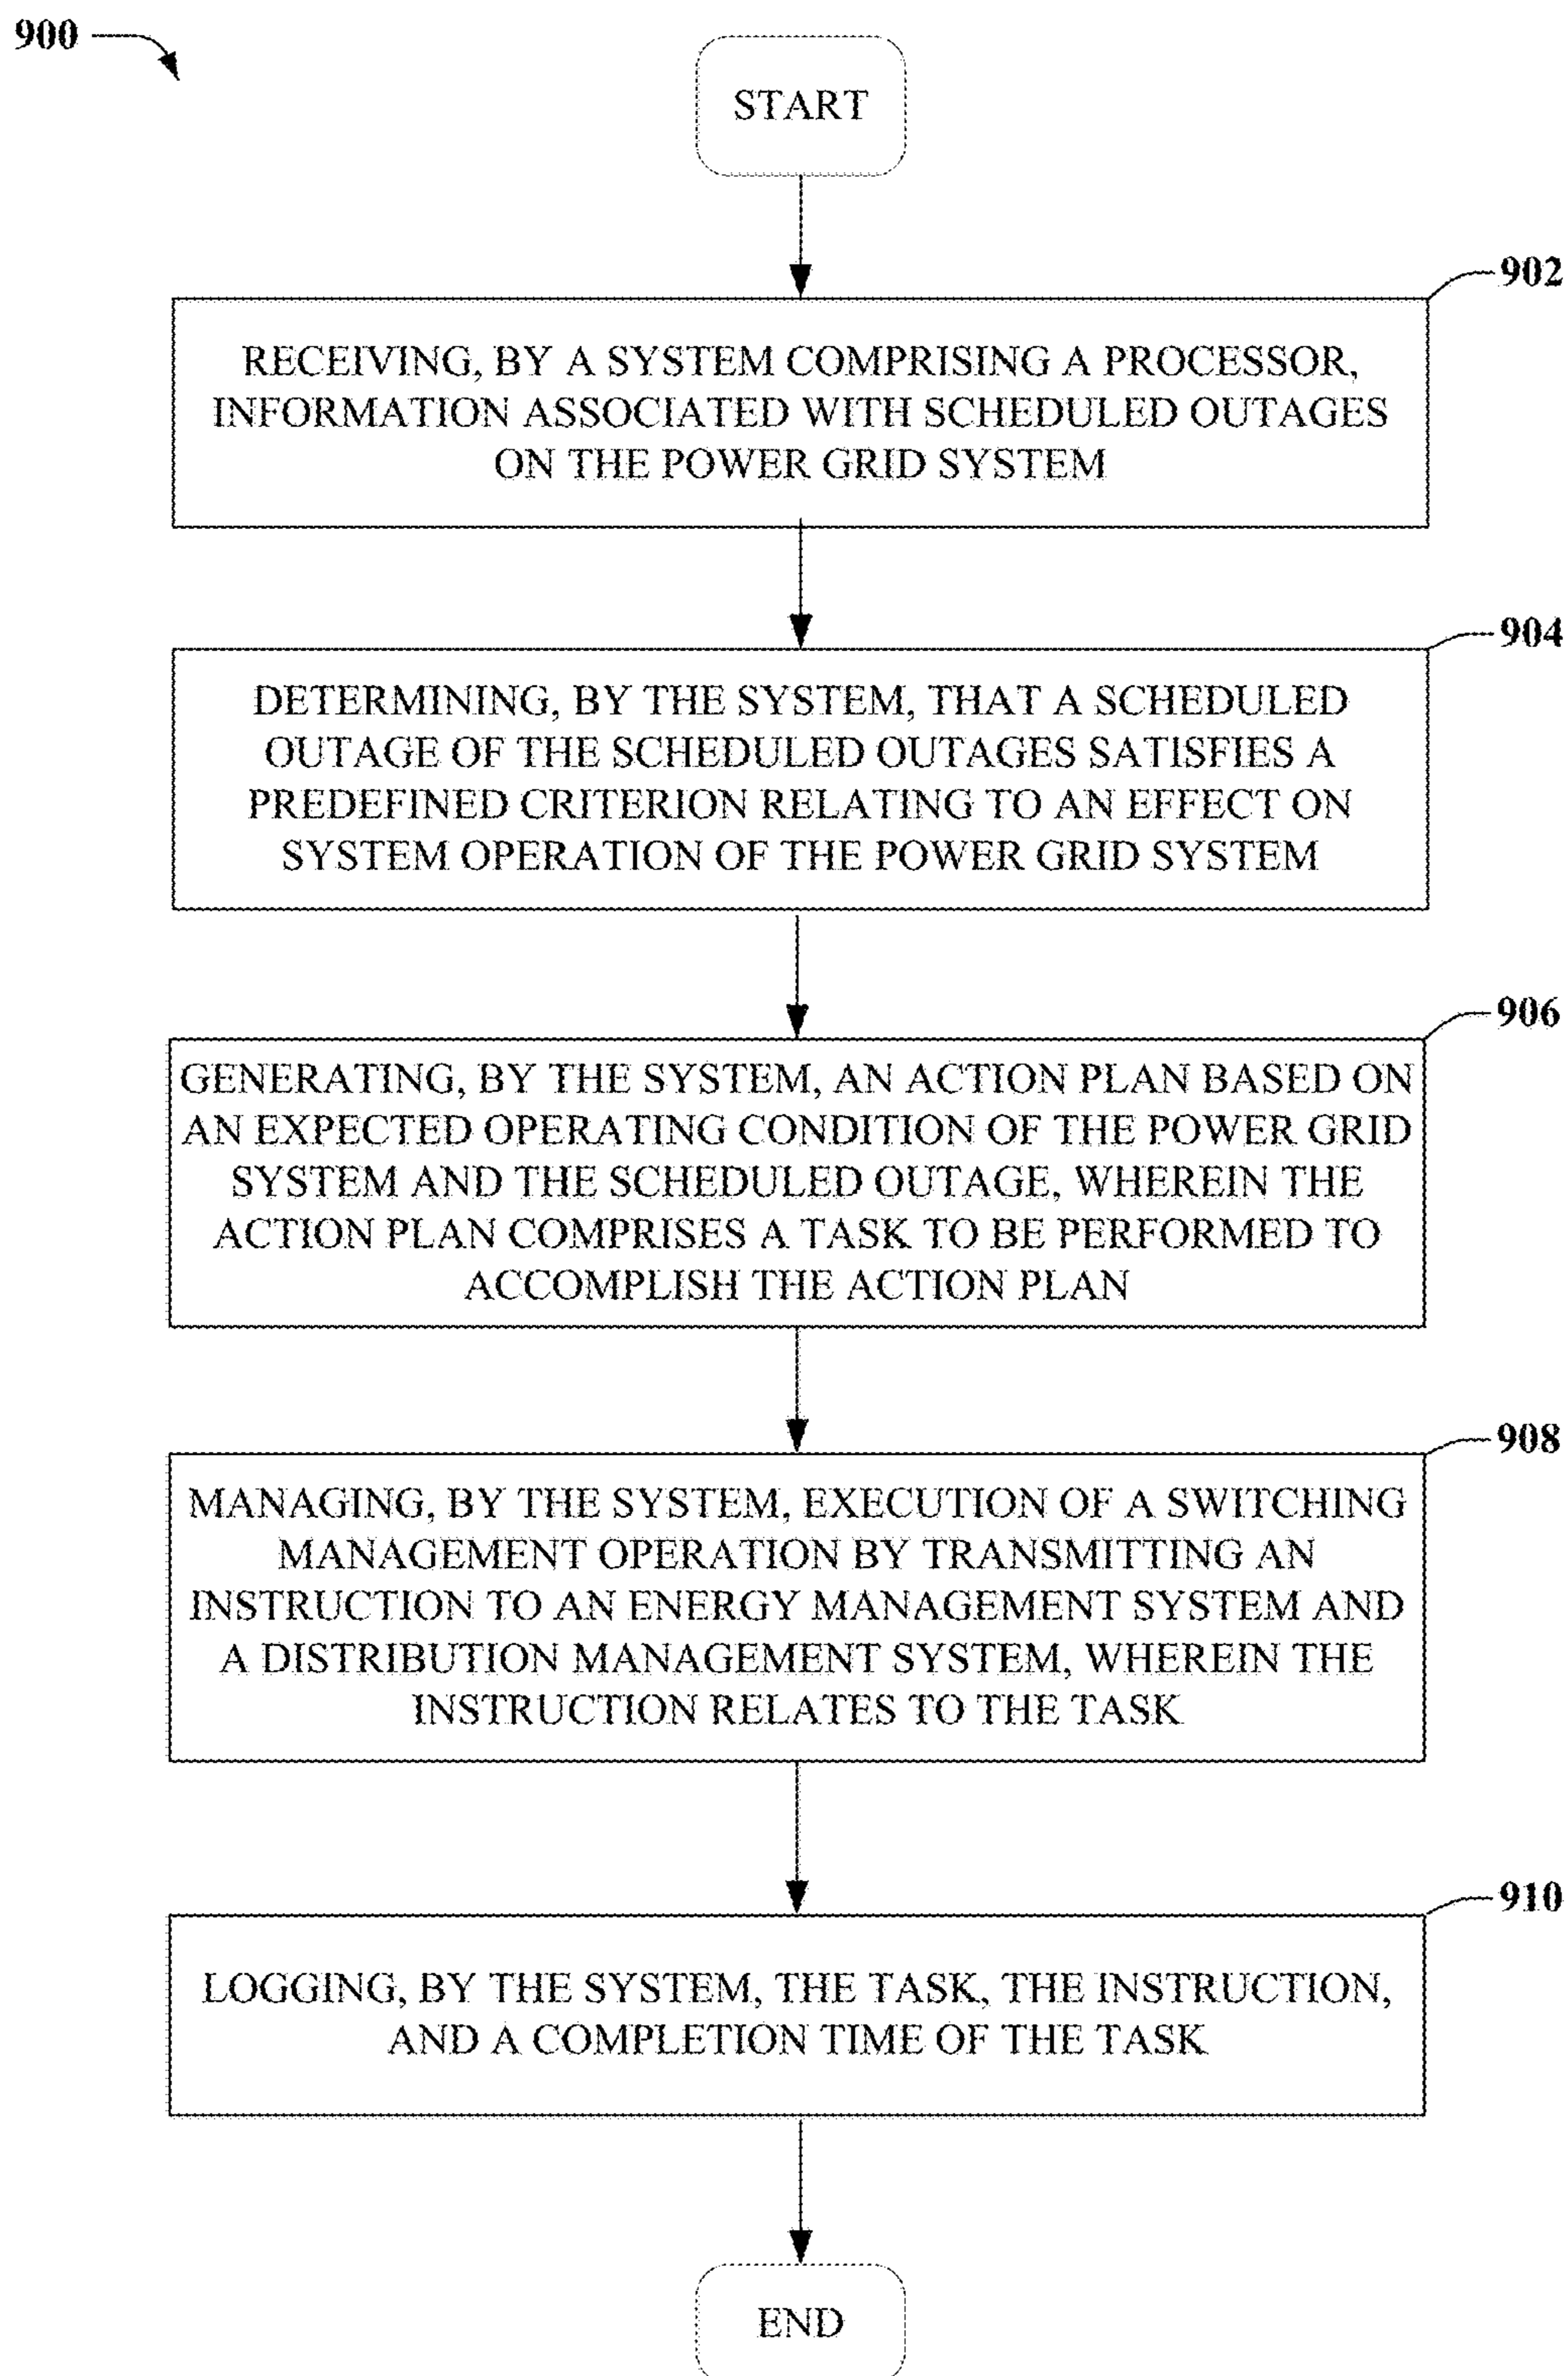 900
START
902
RECEIVING, BY A SYSTEM COMPRISING A PROCESSOR,
INFORMATION ASSOCIATED WITH SCHEDULED OUTAGES
ON THE POWER GRID SYSTEM
904
DETERMINING, BY THE SYSTEM, THAT A SCHEDULED
OUTAGE OF THE SCHEDULED OUTAGES SATISFIES A
PREDEFINED CRITERION RELATING TO AN EFFECT ON
SYSTEM OPERATION OF THE POWER GRID SYSTEM
906
GENERATING, BY THE SYSTEM, AN ACTION PLAN BASED ON
AN EXPECTED OPERATING CONDITION OF THE POWER GRID
SYSTEM AND THE SCHEDULED OUTAGE, WHEREIN THE
ACTION PLAN COMPRISES A TASK TO BE PERFORMED TO
ACCOMPLISH THE ACTION PLAN
908
MANAGING, BY THE SYSTEM, EXECUTION OF A SWITCHING
MANAGEMENT OPERATION BY TRANSMITTING AN
INSTRUCTION TO AN ENERGY MANAGEMENT SYSTEM AND
A DISTRIBUTION MANAGEMENT SYSTEM, WHEREIN THE
INSTRUCTION RELATES TO THE TASK
910
LOGGING, BY THE SYSTEM, THE TASK, THE INSTRUCTION,
AND A COMPLETION TIME OF THE TASK
END